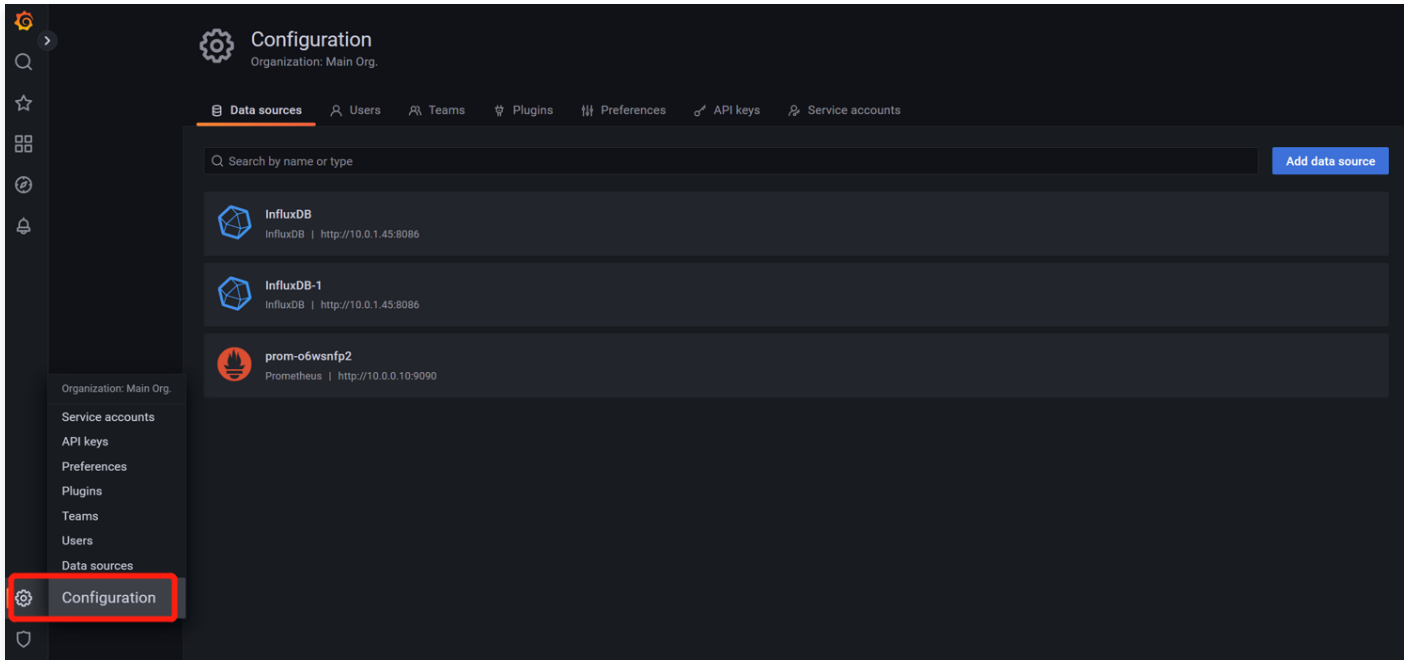 Configuration
Organization: Main Org.
Data sources Users Teams Plugins Preferences API keys Service accounts
Search by name or type Add data source
InfluxDB
InfluxDB | http://10.0.1.45:8086
InfluxDB-1
InfluxDB | http://10.0.1.45:8086
prom-o6wsnfp2
Prometheus | http://10.0.0.10:9090
Organization: Main Org.
Service accounts
API keys
Preferences
Plugins
Teams
Users
Data sources
Configuration